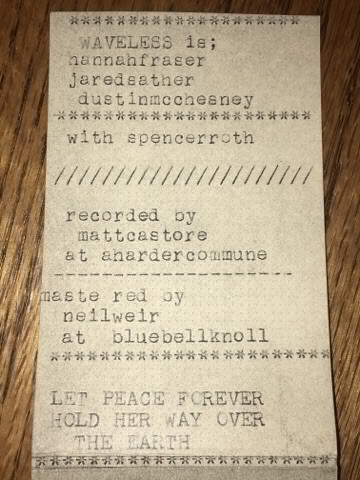 ************************
WAVELESS is;
hannahfraser
jaredsather
dustinmcchesney
************************
with spencerroth
///////////////////////
recorded by
mattcastore
at ahardercommune
------------------------
maste red by
neilweir
at bluebellknoll
************************
LET PEACE FOREVER
HOLD HER WAY OVER
THE EARTH
************************